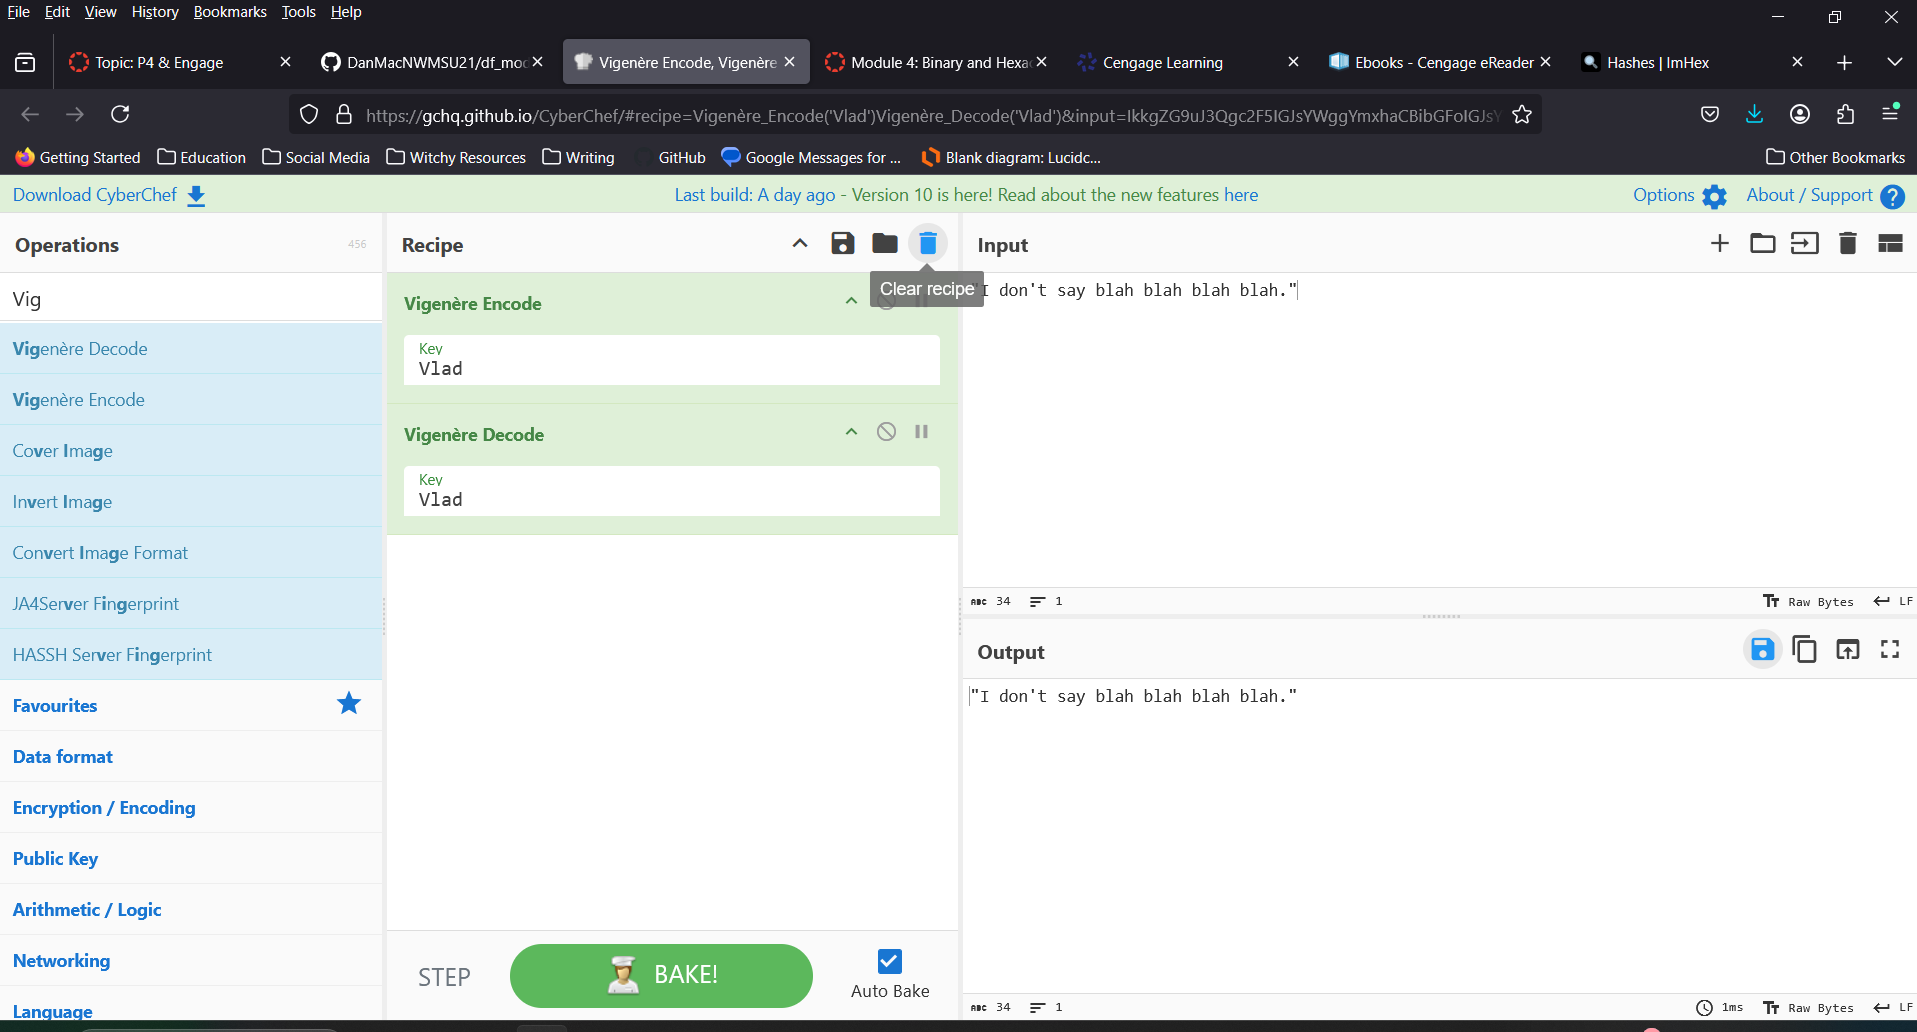 File Edit View History Bookmarks Tools Help
Topic: P4 & Engage
DanMacNWMSU21/df_mod
Vigenère Encode, Vigenère
Module 4: Binary and Hexa
Cengage Learning
Ebooks - Cengage eReader
Hashes | ImHex
https://gchq.github.io/CyberChef/#recipe=Vigenère_Encode('Vlad')Vigenère_Decode('Vlad')&input=IkkgZG9uJ3Qgc2F5IGJsYWggYmxhaCBibGFoIGJsY
Getting Started Education Social Media Witchy Resources Writing GitHub Google Messages for ... Blank diagram: Lucidc... Other Bookmarks
Download CyberChef
Last build: A day ago - Version 10 is here! Read about the new features here
Options About / Support
Operations 456
Vig
Vigenère Decode
Vigenère Encode
Cover Image
Invert Image
Convert Image Format
JA4Server Fingerprint
HASSH Server Fingerprint
Favourites
Data format
Encryption / Encoding
Public Key
Arithmetic / Logic
Networking
Language
Recipe
Clear recipe
Vigenère Encode
Key
Vlad
Vigenère Decode
Key
Vlad
STEP
BAKE!
Auto Bake
Input
"I don't say blah blah blah blah."
ABC 34 1
Raw Bytes LF
Output
"I don't say blah blah blah blah."
ABC 34 1
1ms Raw Bytes LF